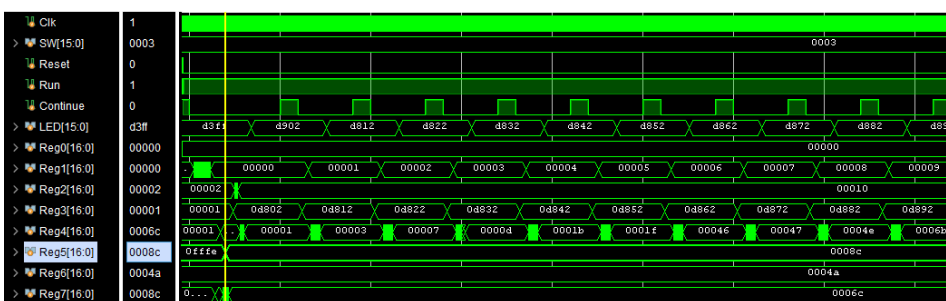 Clk 1
SW[15:0] 0003 0003
Reset 0
Run 1
Continue 0
LED[15:0] d3ff d3ff d902 d812 d822 d832 d842 d852 d862 d872 d882
Reg0[16:0] 00000 00000
Reg1[16:0] 00000 00000 00001 00002 00003 00004 00005 00006 00007 00008 00009
Reg2[16:0] 00002 00002 00010
Reg3[16:0] 00001 00001 0d802 0d812 0d822 0d832 0d842 0d852 0d862 0d872 0d882 0d892
Reg4[16:0] 0006c 00001 ... 00001 00003 00007 0000d 0001b 0001f 00046 00047 0004e 0006b
Reg5[16:0] 0008c 0fffe 0008c
Reg6[16:0] 0004a 0004a
Reg7[16:0] 0008c 0... 0006c